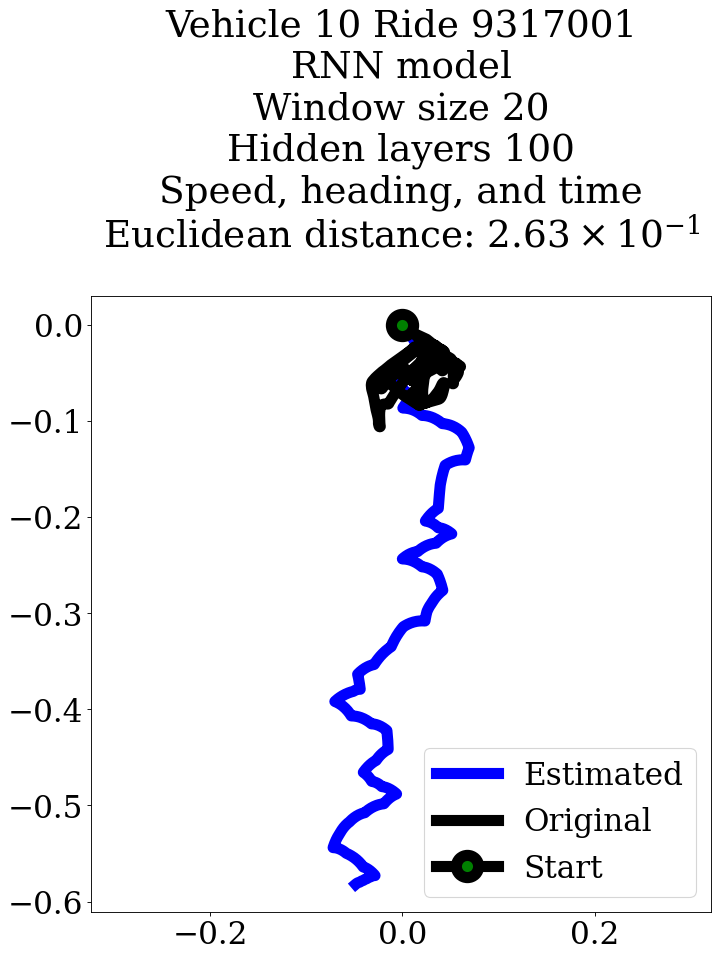 Vehicle 10 Ride 9317001
RNN model
Window size 20
Hidden layers 100
Speed, heading, and time
Euclidean distance: 2.63 × 10⁻¹
0.0
−0.1
−0.2
−0.3
−0.4
−0.5
−0.6
Estimated
Original
Start
−0.2
0.0
0.2